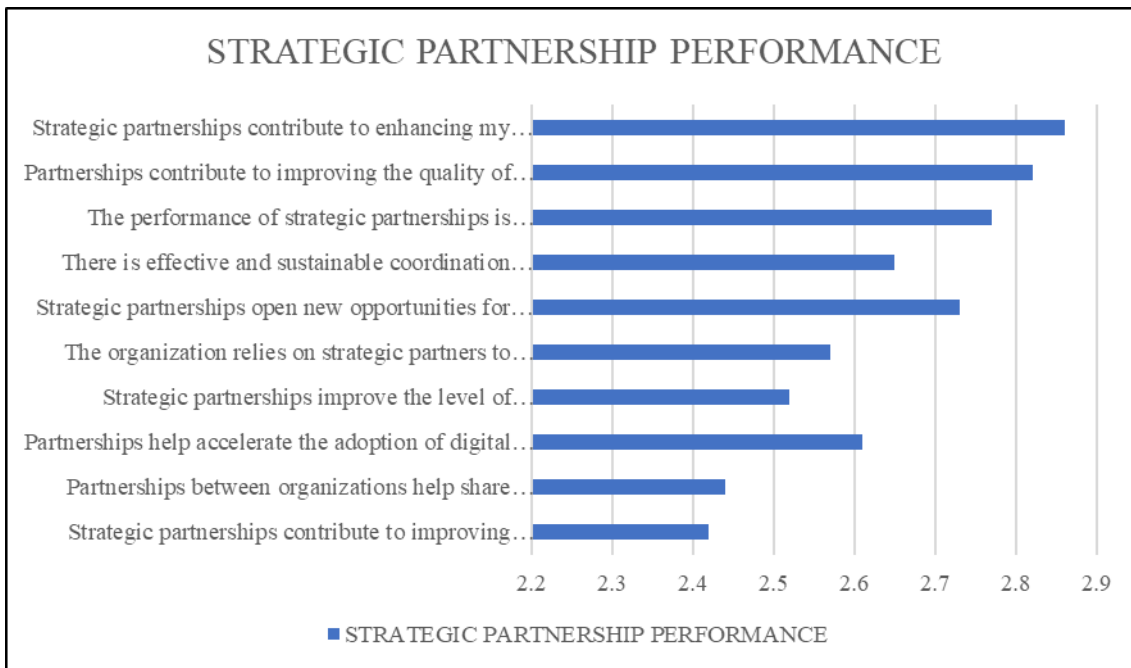 STRATEGIC PARTNERSHIP PERFORMANCE
Strategic partnerships contribute to enhancing my…
Partnerships contribute to improving the quality of…
The performance of strategic partnerships is…
There is effective and sustainable coordination…
Strategic partnerships open new opportunities for…
The organization relies on strategic partners to…
Strategic partnerships improve the level of…
Partnerships help accelerate the adoption of digital…
Partnerships between organizations help share…
Strategic partnerships contribute to improving…
2.2 2.3 2.4 2.5 2.6 2.7 2.8 2.9
STRATEGIC PARTNERSHIP PERFORMANCE